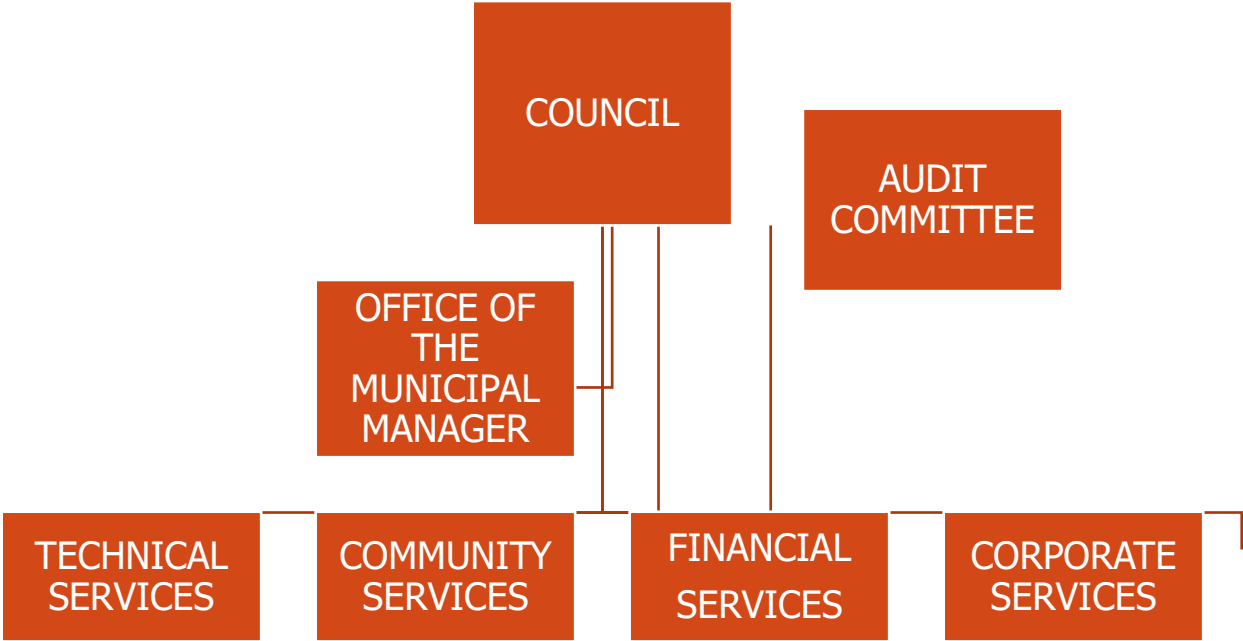 COUNCIL
AUDIT
COMMITTEE
OFFICE OF
THE
MUNICIPAL
MANAGER
TECHNICAL
SERVICES
COMMUNITY
SERVICES
FINANCIAL
SERVICES
CORPORATE
SERVICES